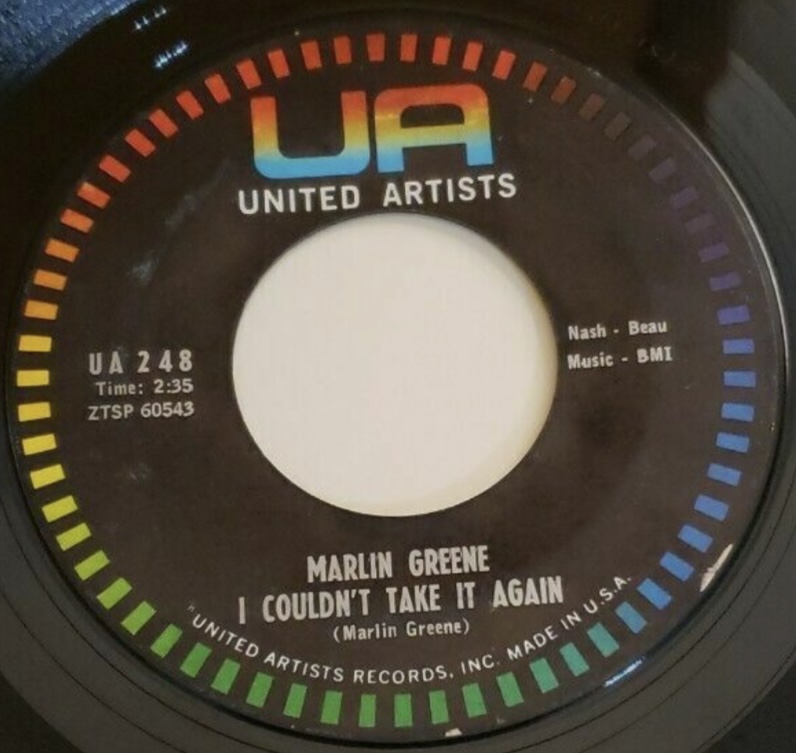 UA
UNITED ARTISTS
UA 248
Time: 2:35
ZTSP 60543
Nash - Beau
Music - BMI
MARLIN GREENE
I COULDN'T TAKE IT AGAIN
(Marlin Greene)
"UNITED ARTISTS RECORDS, INC. MADE IN U.S.A.